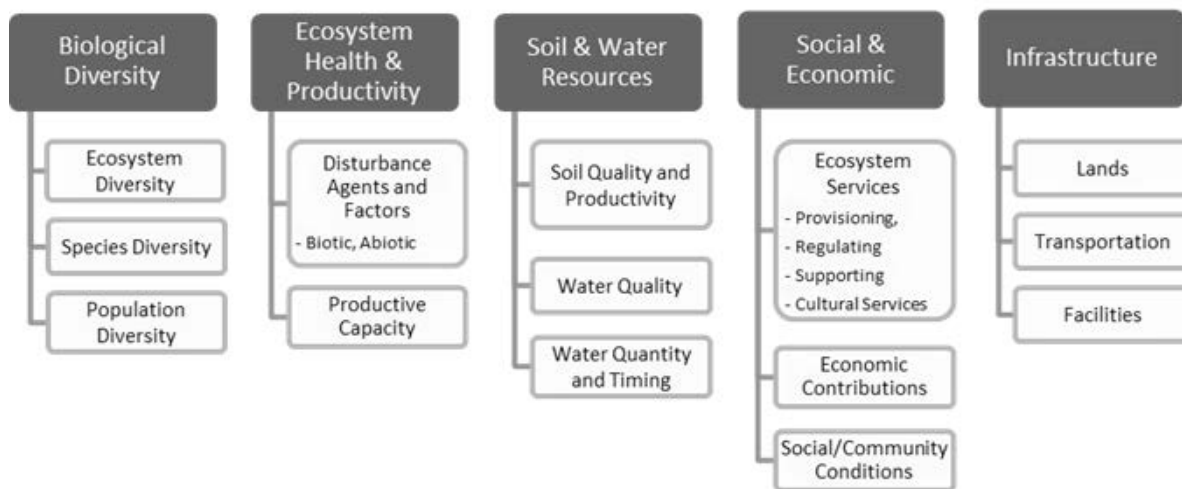 Biological
Diversity
Ecosystem
Diversity
Species Diversity
Population
Diversity
Ecosystem
Health &
Productivity
Disturbance
Agents and
Factors
- Biotic, Abiotic
Productive
Capacity
Soil & Water
Resources
Soil Quality and
Productivity
Water Quality
Water Quantity
and Timing
Social &
Economic
Ecosystem
Services
- Provisioning,
- Regulating
- Supporting
- Cultural Services
Economic
Contributions
Social/Community
Conditions
Infrastructure
Lands
Transportation
Facilities